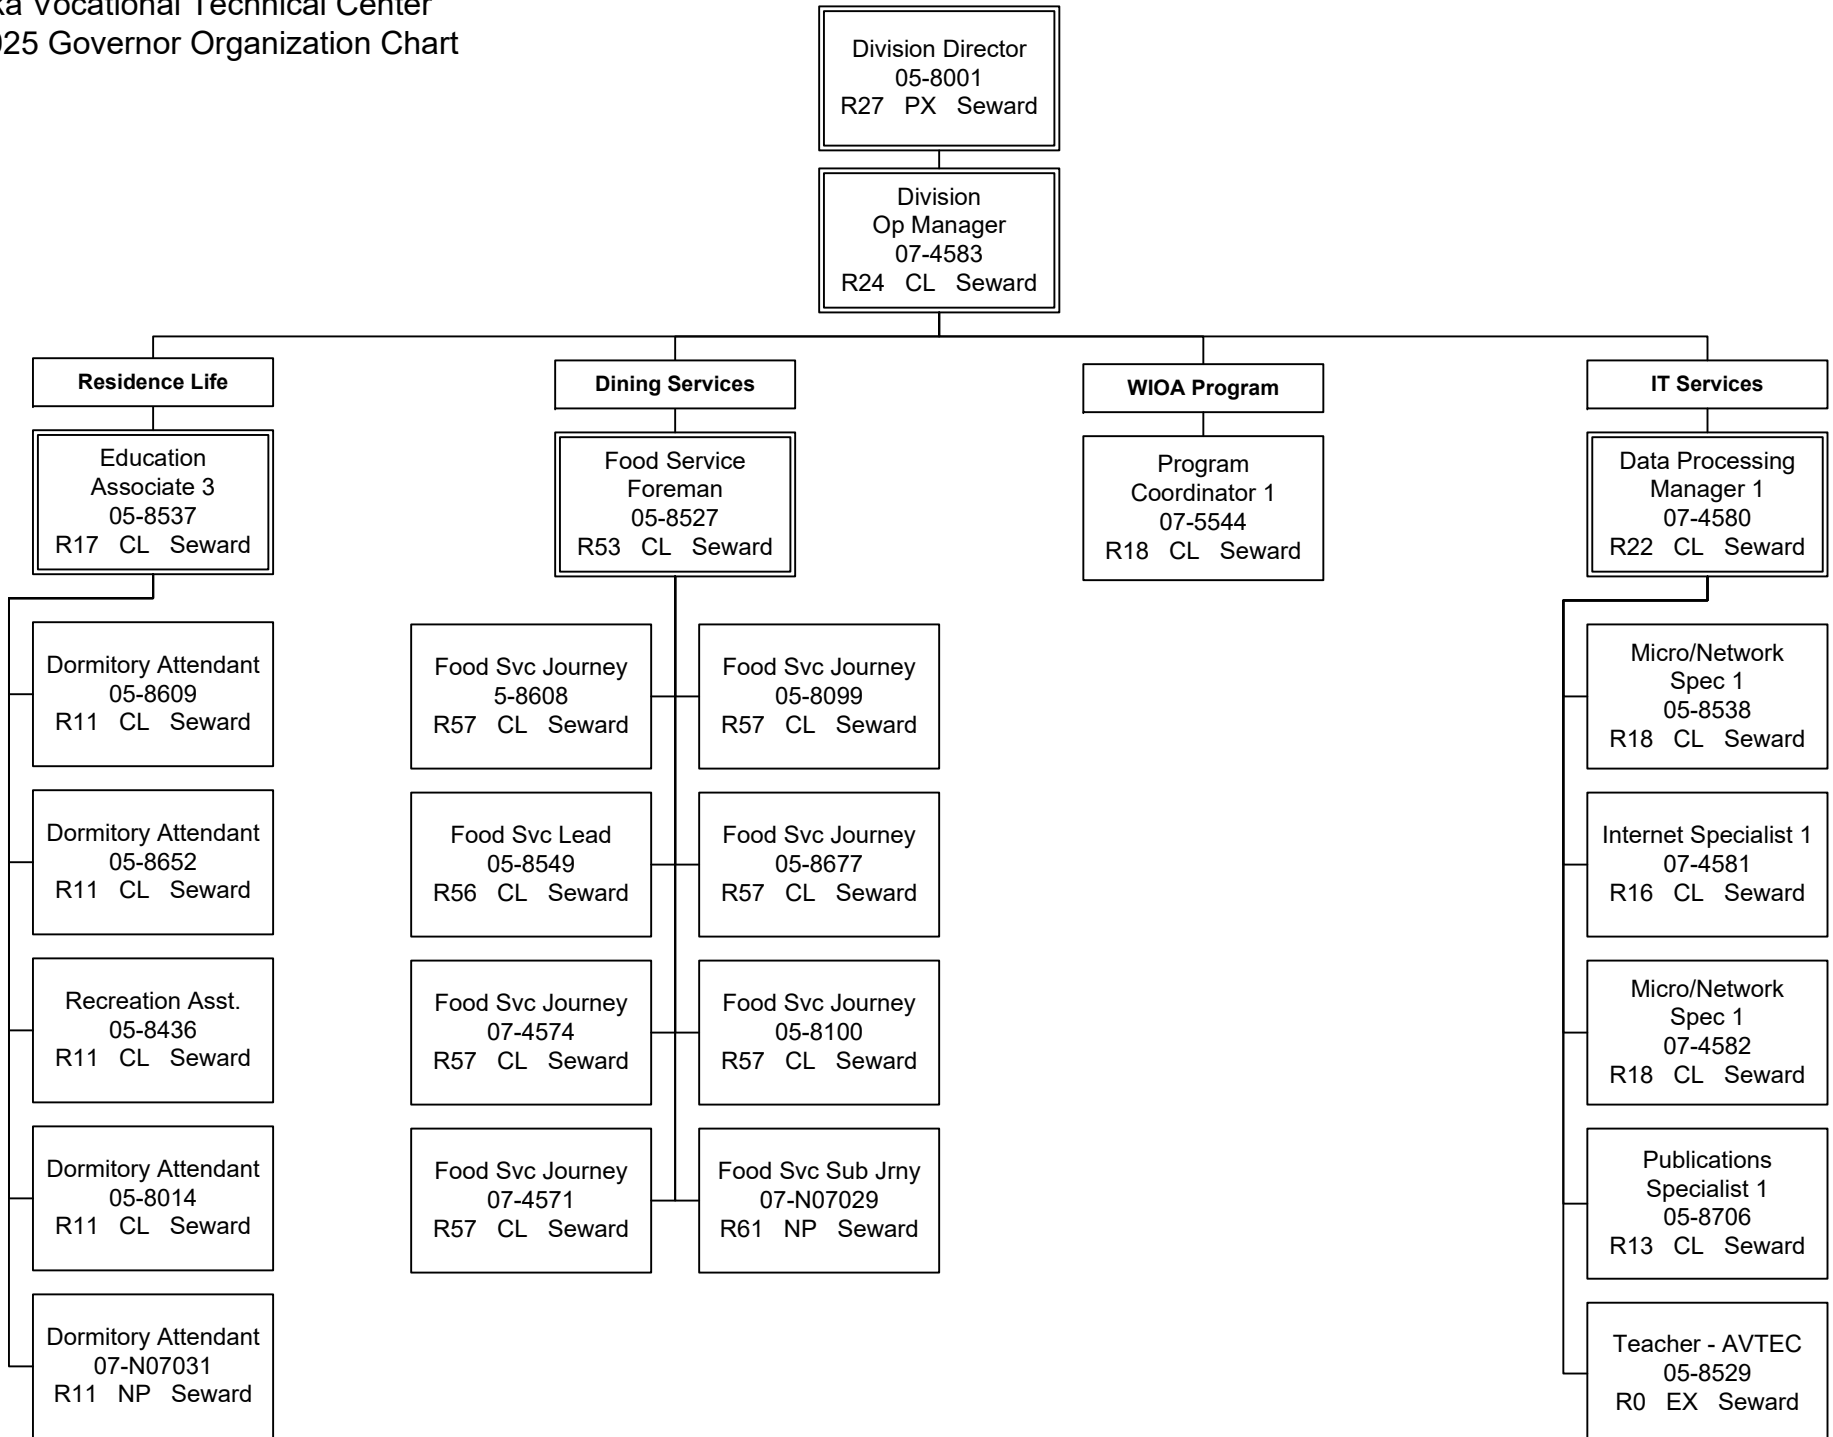 Vocational Technical Center
Governor Organization Chart
Division Director
05-8001
R27 PX Seward
Division
Op Manager
07-4583
R24 CL Seward
Residence Life
Education
Associate 3
05-8537
R17 CL Seward
Dormitory Attendant
05-8609
R11 CL Seward
Dormitory Attendant
05-8652
R11 CL Seward
Recreation Asst.
05-8436
R11 CL Seward
Dormitory Attendant
05-8014
R11 CL Seward
Dormitory Attendant
07-N07031
R11 NP Seward
Dining Services
Food Service
Foreman
05-8527
R53 CL Seward
Food Svc Journey
5-8608
R57 CL Seward
Food Svc Lead
05-8549
R56 CL Seward
Food Svc Journey
07-4574
R57 CL Seward
Food Svc Journey
07-4571
R57 CL Seward
Food Svc Journey
05-8099
R57 CL Seward
Food Svc Journey
05-8677
R57 CL Seward
Food Svc Journey
05-8100
R57 CL Seward
Food Svc Sub Jrny
07-N07029
R61 NP Seward
WIOA Program
Program
Coordinator 1
07-5544
R18 CL Seward
IT Services
Data Processing
Manager 1
07-4580
R22 CL Seward
Micro/Network
Spec 1
05-8538
R18 CL Seward
Internet Specialist 1
07-4581
R16 CL Seward
Micro/Network
Spec 1
07-4582
R18 CL Seward
Publications
Specialist 1
05-8706
R13 CL Seward
Teacher - AVTEC
05-8529
R0 EX Seward